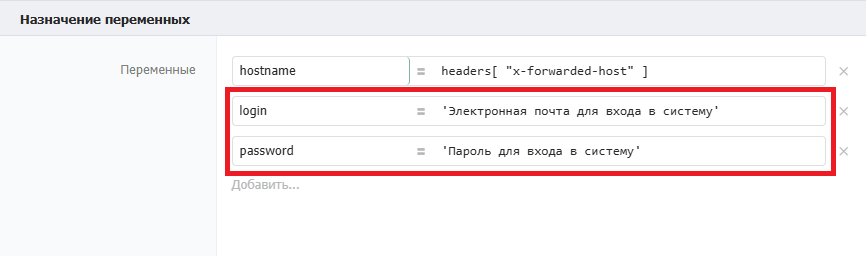 Назначение переменных
Переменные
hostname = headers[ "x-forwarded-host" ] ×
login = 'Электронная почта для входа в систему' ×
password = 'Пароль для входа в систему' ×
Добавить...